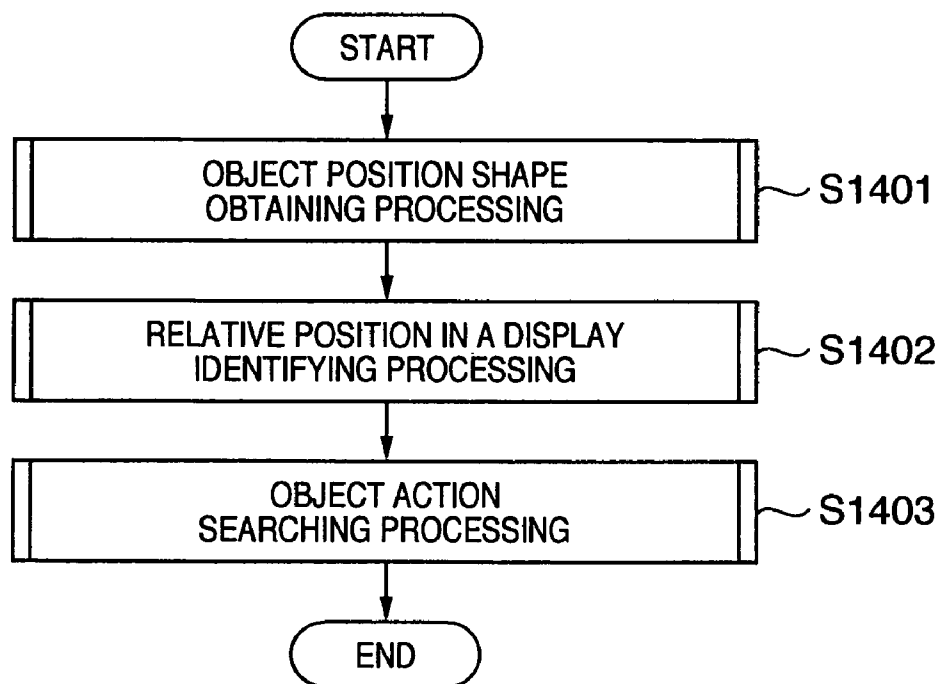 START
OBJECT POSITION SHAPE
OBTAINING PROCESSING
S1401
RELATIVE POSITION IN A DISPLAY
IDENTIFYING PROCESSING
S1402
OBJECT ACTION
SEARCHING PROCESSING
S1403
END